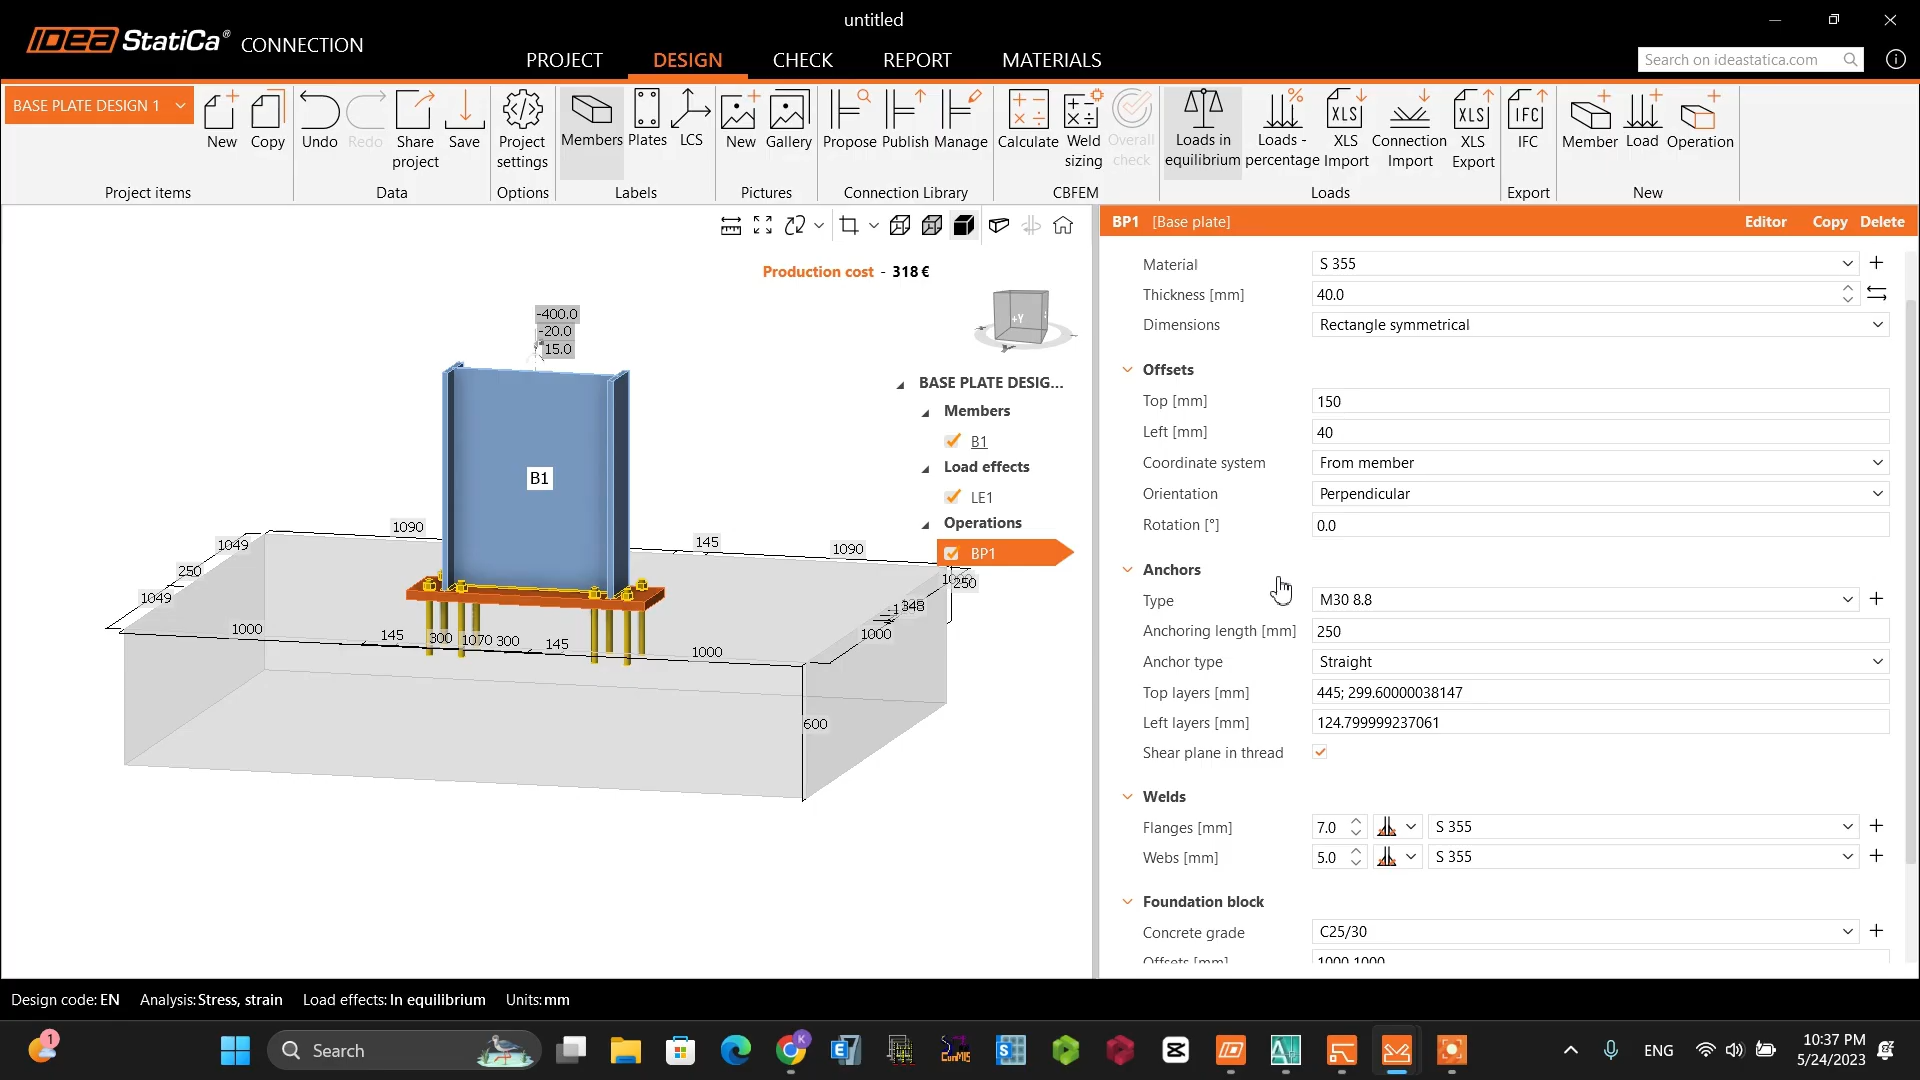 untitled
IDEA StatiCa® CONNECTION
PROJECT DESIGN CHECK REPORT MATERIALS
Search on ideastatica.com
BASE PLATE DESIGN 1
New Copy Undo Redo Share project Save Project settings Members Plates LCS New Gallery Propose Publish Manage Calculate Weld sizing Overall check Loads in equilibrium Loads - percentage XLS Import Connection Import XLS Export IFC Member Load Operation
Project items Data Options Labels Pictures Connection Library CBFEM Loads Export New
BP1 [Base plate] Editor Copy Delete
Production cost - 318 €
-400.0
-20.0
15.0
+Y
B1
BASE PLATE DESIG...
Members
B1
Load effects
LE1
Operations
BP1
1090
145
1090
1049
250
1049
250
348
1000
145
300
1070
300
145
1000
1000
600
Material S 355
Thickness [mm] 40.0
Dimensions Rectangle symmetrical
Offsets
Top [mm] 150
Left [mm] 40
Coordinate system From member
Orientation Perpendicular
Rotation [°] 0.0
Anchors
Type M30 8.8
Anchoring length [mm] 250
Anchor type Straight
Top layers [mm] 445; 299.60000038147
Left layers [mm] 124.799999237061
Shear plane in thread
Welds
Flanges [mm] 7.0 S 355
Webs [mm] 5.0 S 355
Foundation block
Concrete grade C25/30
Offsets [mm] 1000 1000
Design code: EN Analysis: Stress, strain Load effects: In equilibrium Units: mm
1
Search
ENG
10:37 PM
5/24/2023